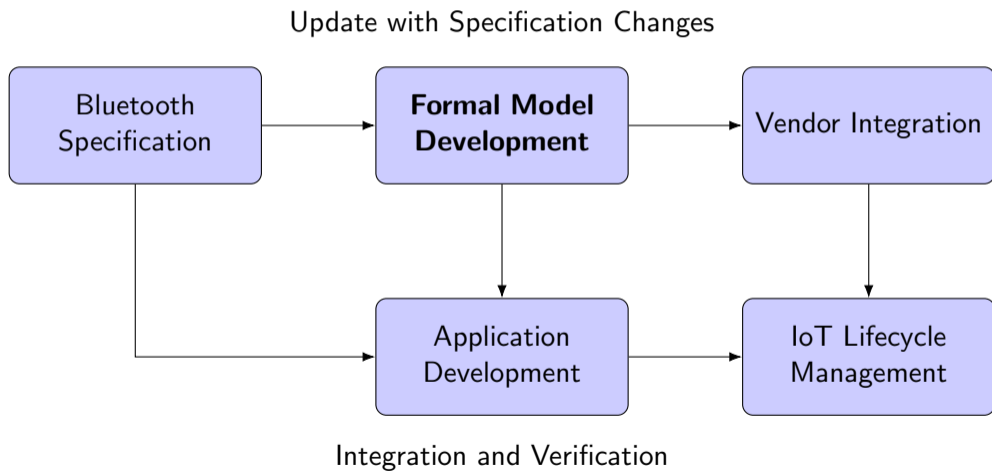 Update with Specification Changes
Bluetooth
Specification
Formal Model
Development
Vendor Integration
Application
Development
IoT Lifecycle
Management
Integration and Verification